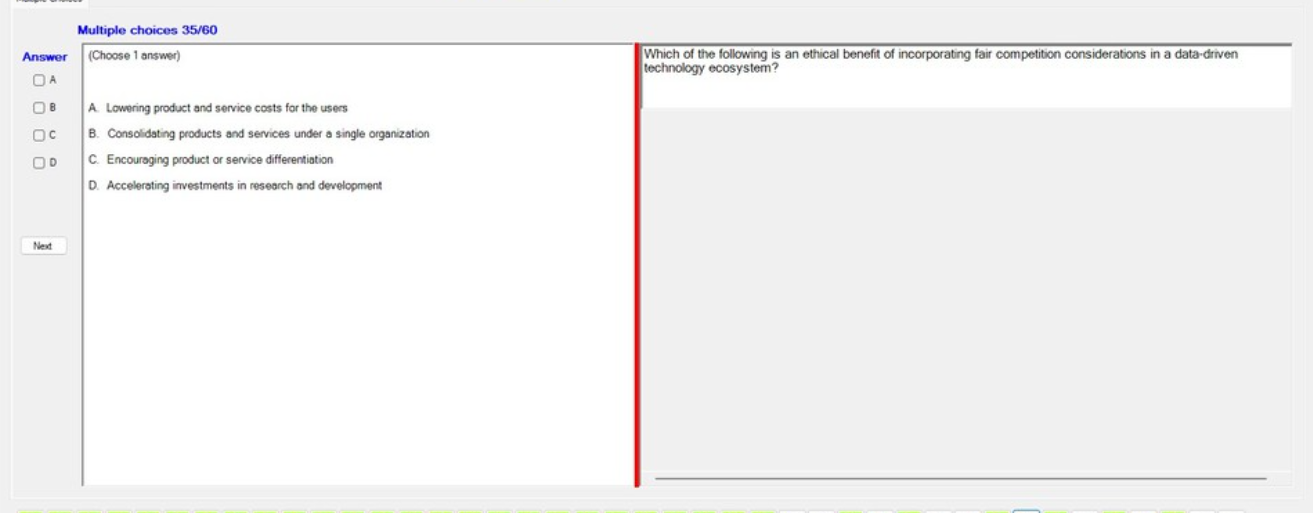 Multiple choices 35/60
Answer
(Choose 1 answer)
A
B
C
D
A. Lowering product and service costs for the users
B. Consolidating products and services under a single organization
C. Encouraging product or service differentiation
D. Accelerating investments in research and development
Next
Which of the following is an ethical benefit of incorporating fair competition considerations in a data-driven
technology ecosystem?